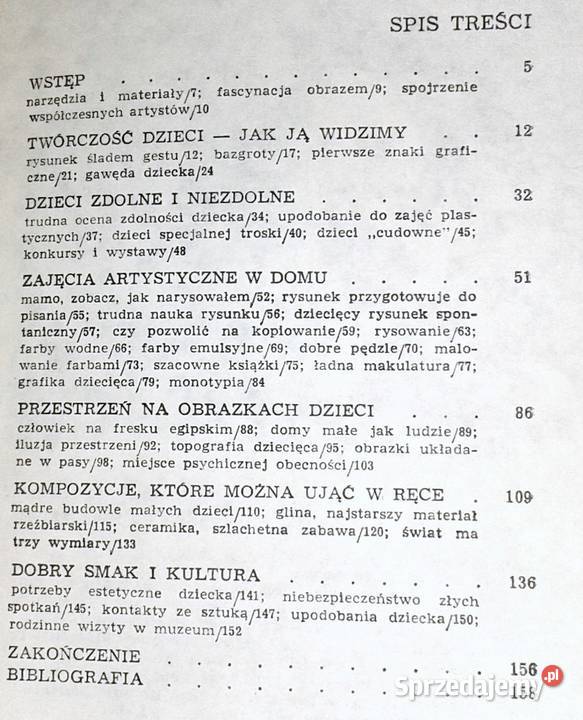 SPIS TREŚCI
WSTĘP . . . . . . . . . . . . . 5
narzędzia i materiały/7; fascynacja obrazem/9; spojrzenie
współczesnych artystów/10
TWÓRCZOŚĆ DZIECI — JAK JĄ WIDZIMY . . 12
rysunek śladem gestu/12; bazgroty/17; pierwsze znaki grafi-
czne/21; gawęda dziecka/24
DZIECI ZDOLNE I NIEZDOLNE . . . . . . 32
trudna ocena zdolności dziecka/34; upodobanie do zajęć plas-
tycznych/37; dzieci specjalnej troski/40; dzieci „cudowne"/45;
konkursy i wystawy/48
ZAJĘCIA ARTYSTYCZNE W DOMU . . . . . 51
mamo, zobacz, jak narysowałem/52; rysunek przygotowuje do
pisania/55; trudna nauka rysunku/56; dziecięcy rysunek spon-
taniczny/57; czy pozwolić na kopiowanie/59; rysowanie/63;
farby wodne/66; farby emulsyjne/69; dobre pędzle/70; malo-
wanie farbami/73; szacowne książki/75; ładna makulatura/77;
grafika dziecięca/79; monotypia/84
PRZESTRZEŃ NA OBRAZKACH DZIECI . . . 86
człowiek na fresku egipskim/88; domy małe jak ludzie/89;
iluzja przestrzeni/92; topografia dziecięca/95; obrazki układa-
ne w pasy/98; miejsce psychicznej obecności/103
KOMPOZYCJE, KTÓRE MOŻNA UJĄĆ W RĘCE . 109
mądre budowle małych dzieci/110; glina, najstarszy materiał
rzeźbiarski/115; ceramika, szlachetna zabawa/120; świat ma
trzy wymiary/133
DOBRY SMAK I KULTURA . . . . . . . 136
potrzeby estetyczne dziecka/141; niebezpieczeństwo złych
spotkań/145; kontakty ze sztuką/147; upodobania dziecka/150;
rodzinne wizyty w muzeum/152
ZAKOŃCZENIE . . . . . . . . . . . 156
BIBLIOGRAFIA . . . . . . . . . . . 158
Sprzedajemy.pl